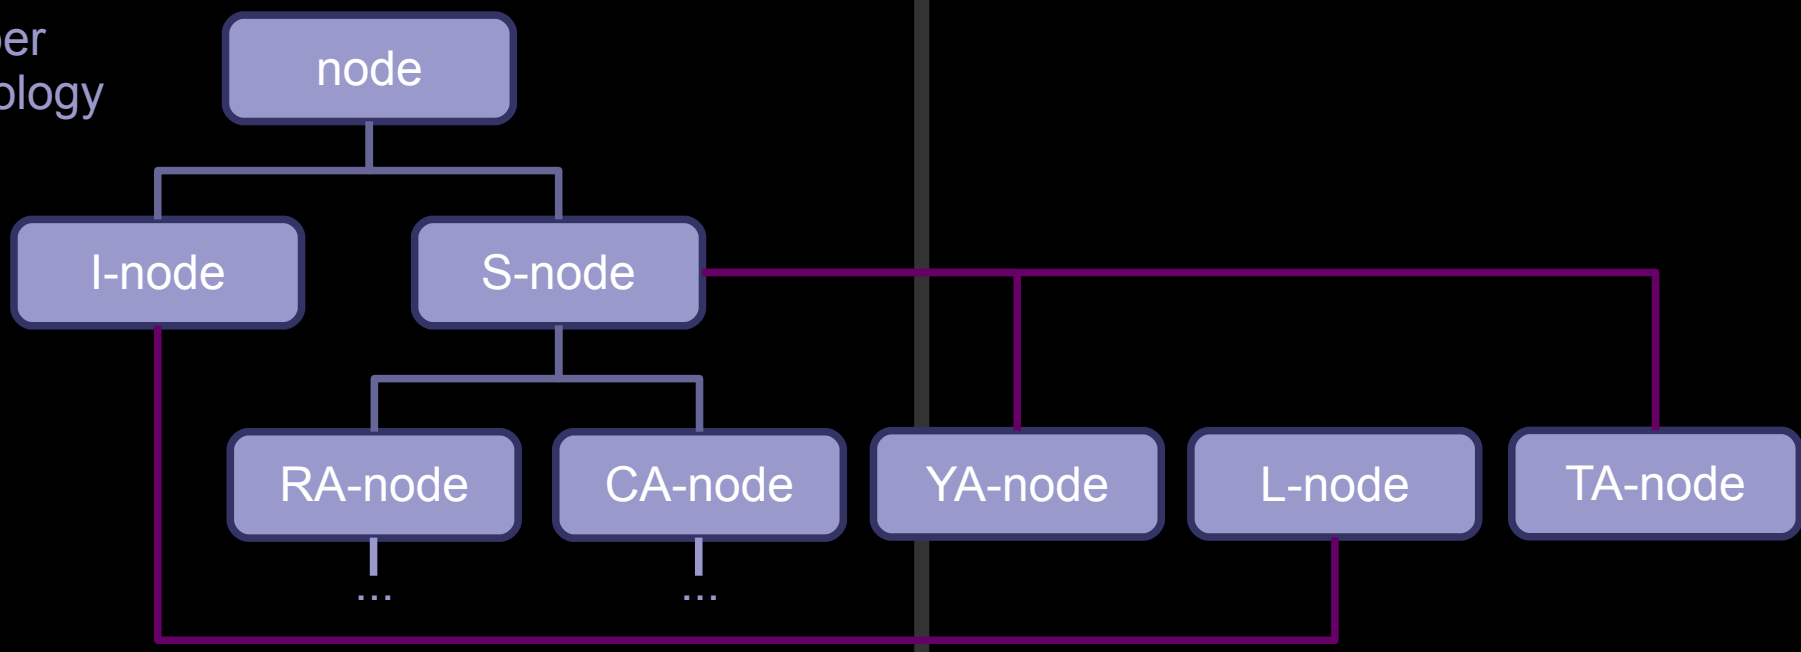 node
I-node
S-node
RA-node
CA-node
YA-node
L-node
TA-node
...
...